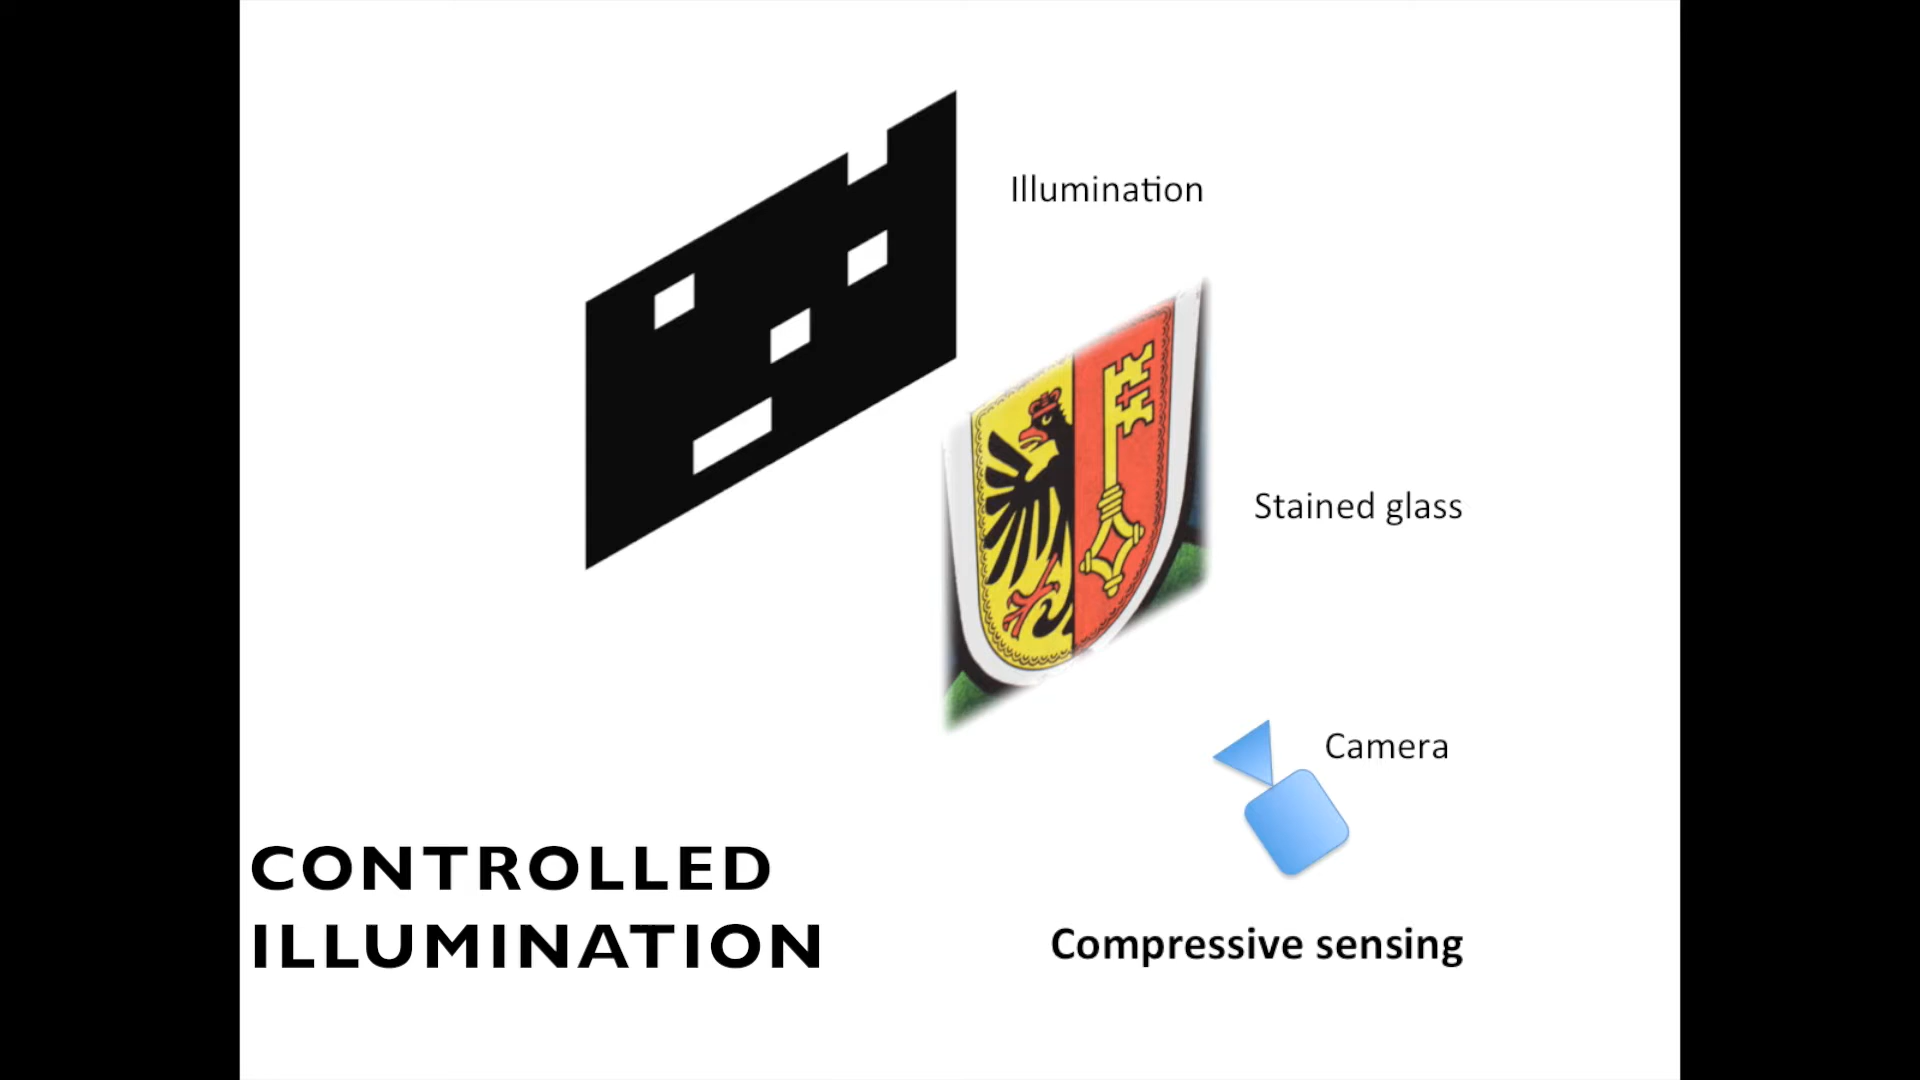 Illumination
Stained glass
Camera
CONTROLLED
ILLUMINATION
Compressive sensing